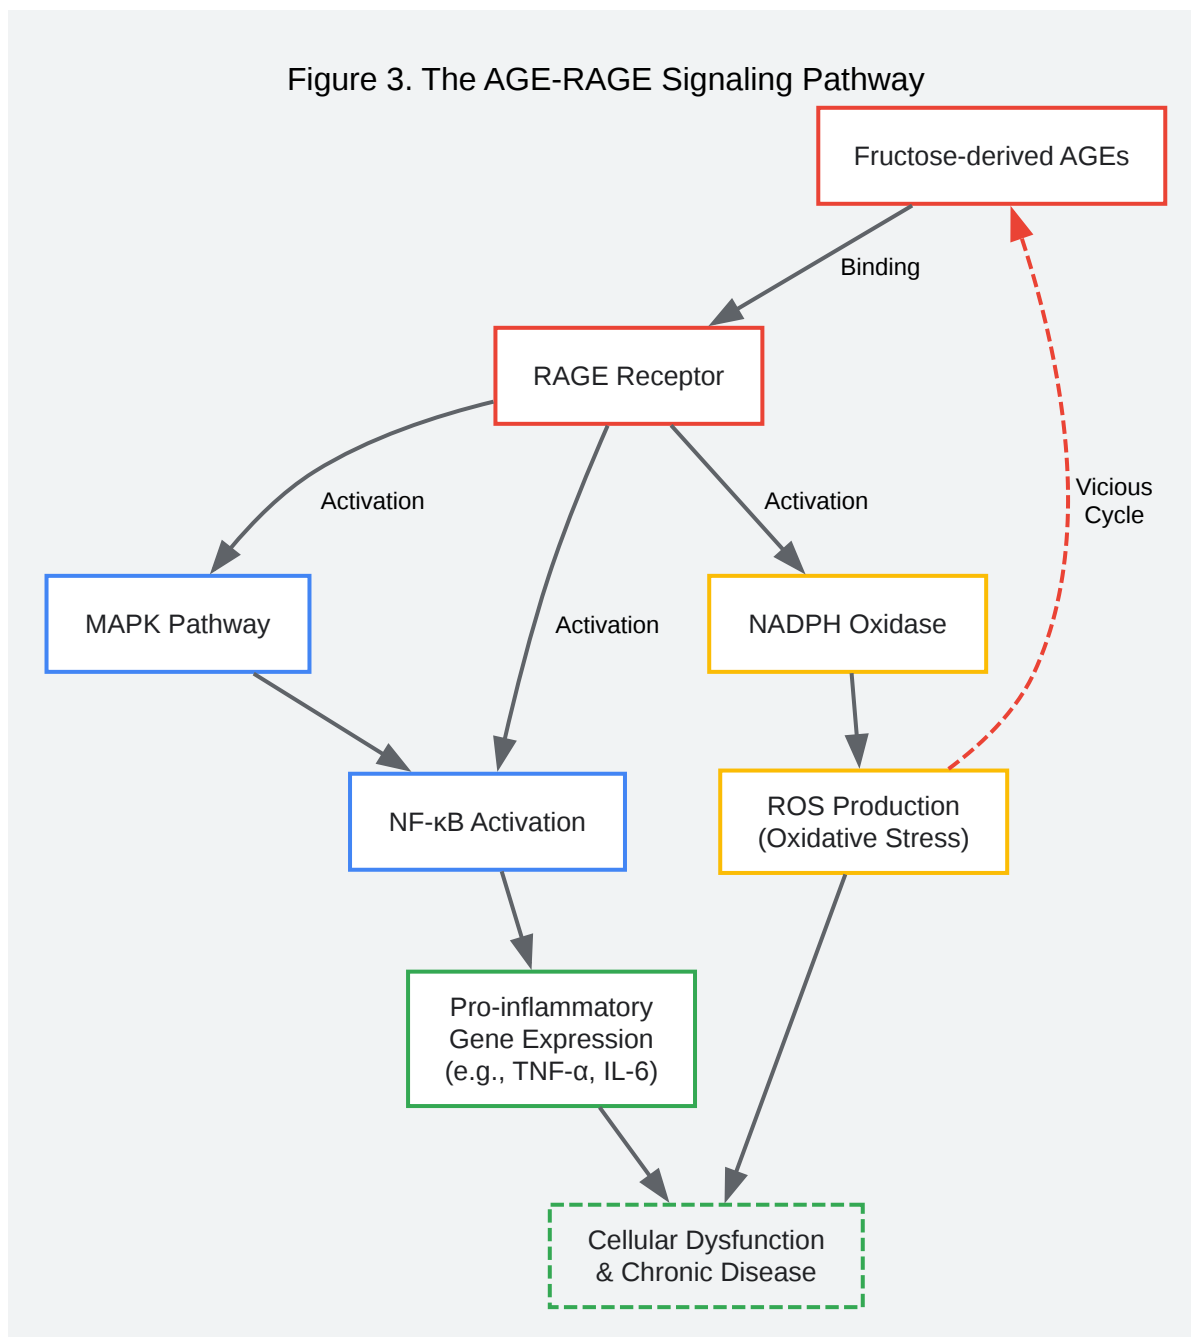 Figure 3. The AGE-RAGE Signaling Pathway
Fructose-derived AGEs
Binding
RAGE Receptor
Activation
Activation
Vicious
Cycle
MAPK Pathway
Activation
NADPH Oxidase
NF-κB Activation
ROS Production
(Oxidative Stress)
Pro-inflammatory
Gene Expression
(e.g., TNF-α, IL-6)
Cellular Dysfunction
& Chronic Disease